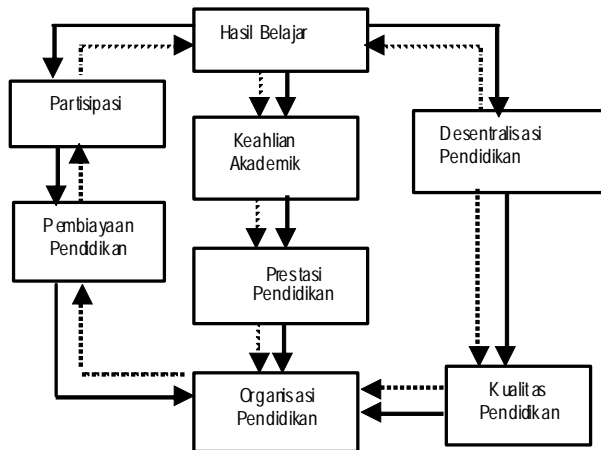 Hasil Belajar
Partisipasi
Keahlian
Akademik
Desentralisasi
Pendidikan
Pembiayaan
Pendidikan
Prestasi
Pendidikan
Organisasi
Pendidikan
Kualitas
Pendidikan